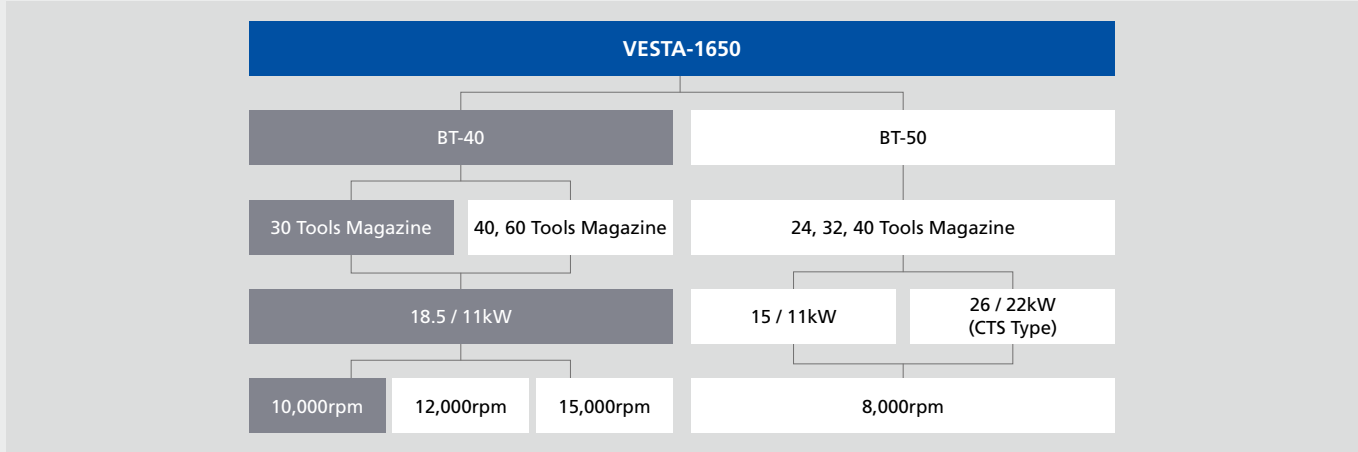 VESTA-1650
BT-40
BT-50
30 Tools Magazine
40, 60 Tools Magazine
24, 32, 40 Tools Magazine
18.5 / 11kW
15 / 11kW
26 / 22kW
(CTS Type)
10,000rpm
12,000rpm
15,000rpm
8,000rpm